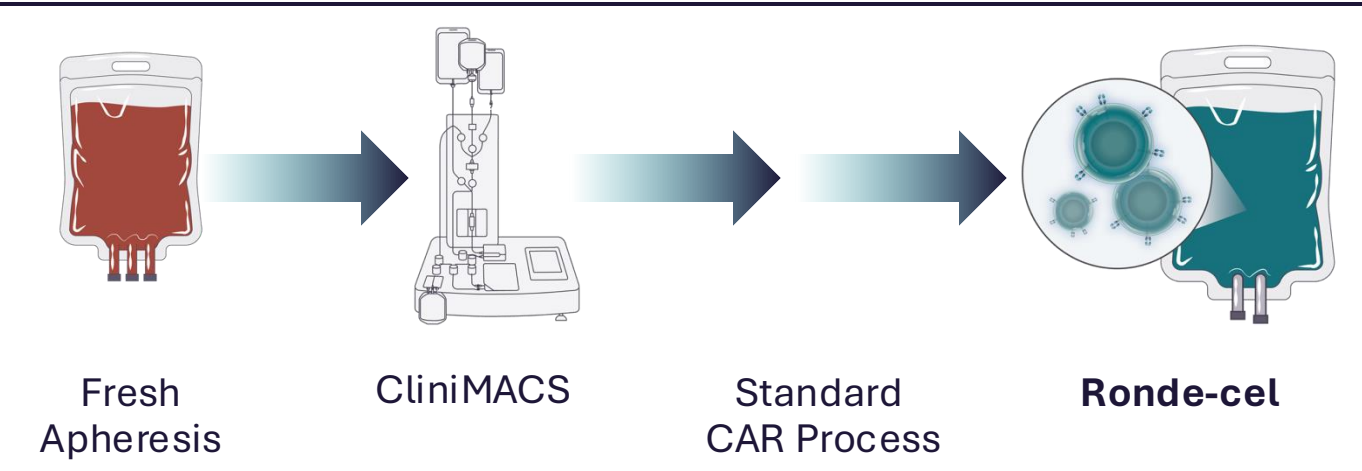 Fresh
Apheresis
CliniMACS
Standard
CAR Process
Ronde-cel